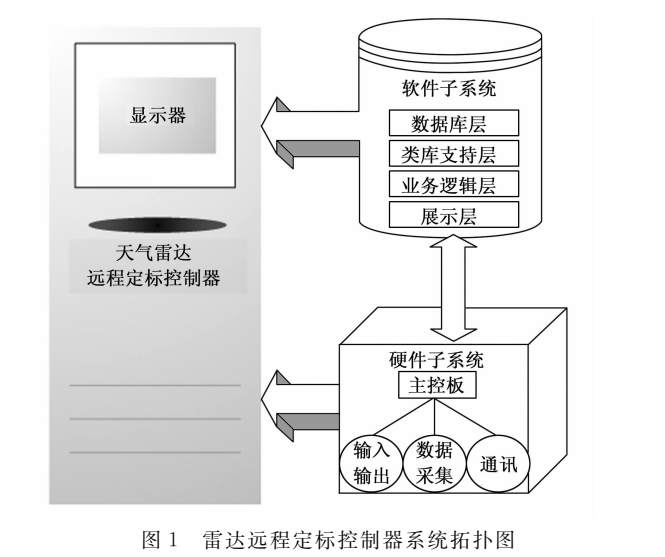 显示器
天气雷达
远程定标控制器
软件子系统
数据库层
类库支持层
业务逻辑层
展示层
硬件子系统
主控板
输入
输出
数据
采集
通讯
图1 雷达远程定标控制器系统拓扑图